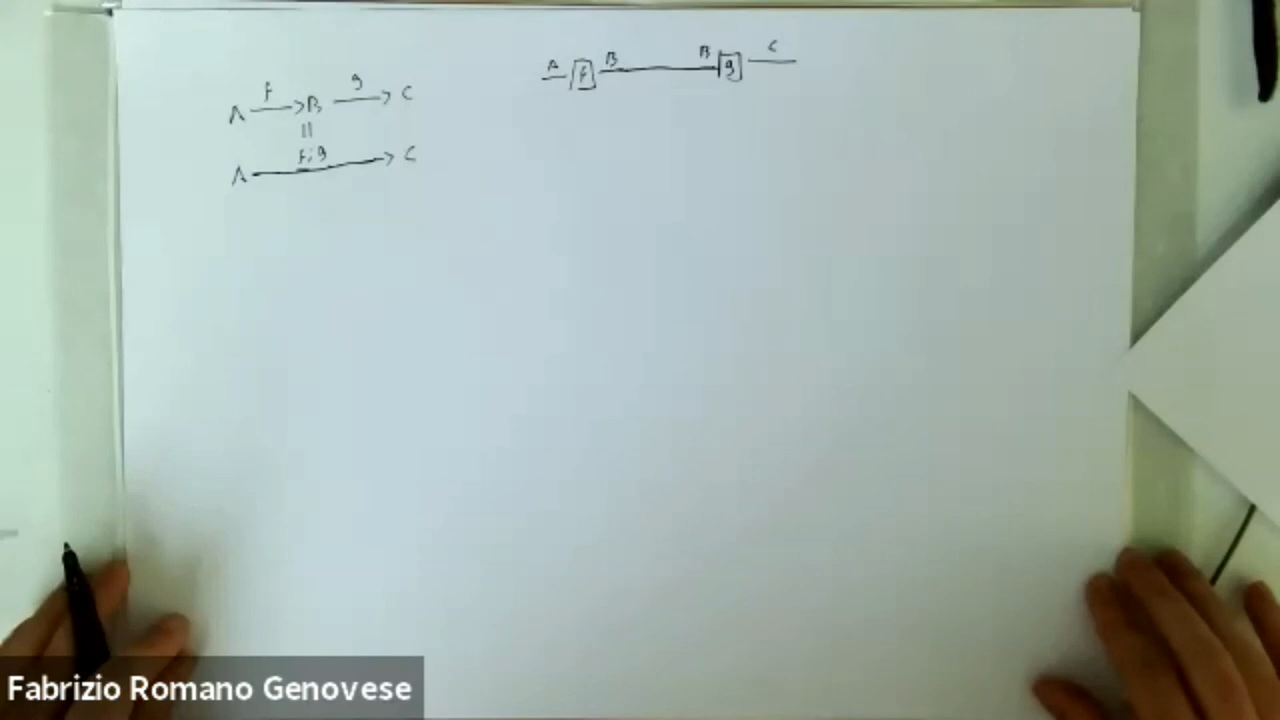 A f B g C
||
A f;g C
A f B B g C
Fabrizio Romano Genovese